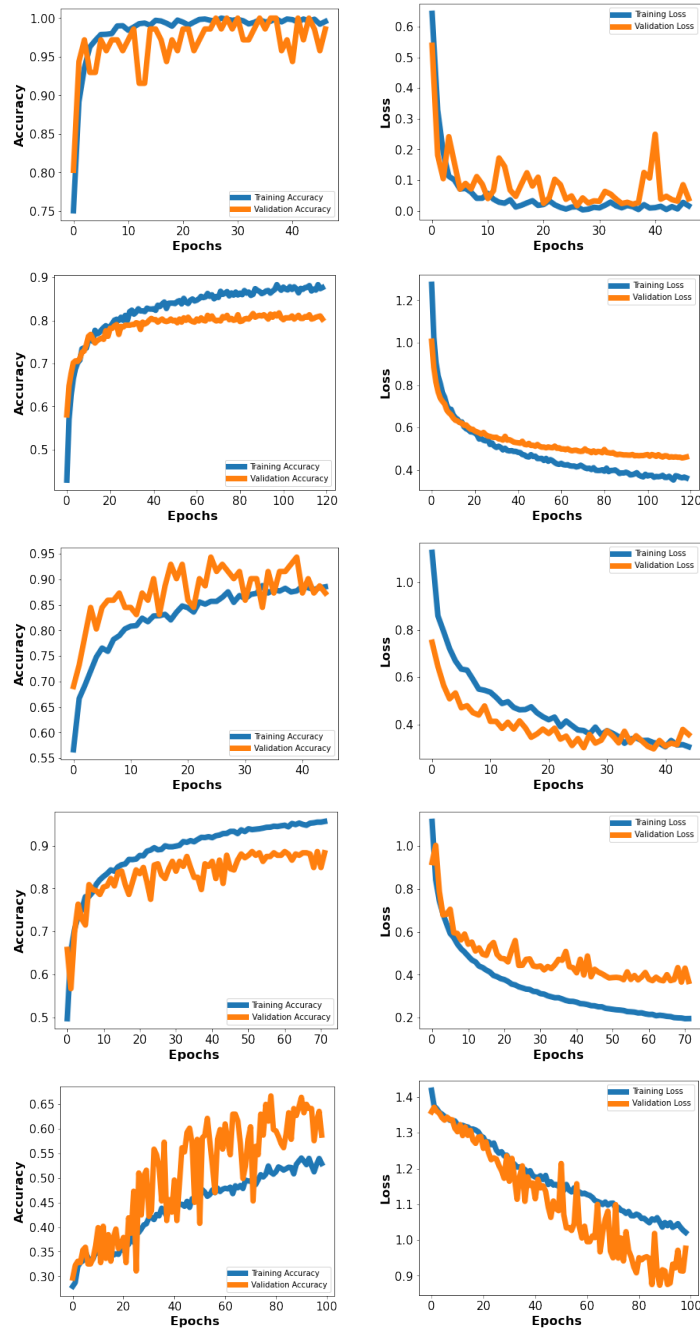 1.00
0.95
0.90
0.85
0.80
0.75
Accuracy
Training Accuracy
Validation Accuracy
0 20 40
Epochs
0.6
0.5
0.4
0.3
0.2
0.1
0.0
Loss
Training Loss
Validation Loss
0 10 20 30 40
Epochs
0.9
0.8
0.7
0.6
0.5
Accuracy
Training Accuracy
Validation Accuracy
0 20 40 60 80 100 120
Epochs
1.2
1.0
0.8
0.6
0.4
Loss
Training Loss
Validation Loss
0 20 40 60 80 100 120
Epochs
0.95
0.90
0.85
0.80
0.75
0.70
0.65
0.60
0.55
Accuracy
Training Accuracy
Validation Accuracy
0 10 20 30 40
Epochs
1.0
0.8
0.6
0.4
Loss
Training Loss
Validation Loss
0 10 20 30 40
Epochs
0.9
0.8
0.7
0.6
0.5
Accuracy
Training Accuracy
Validation Accuracy
0 10 20 30 40 50 60 70
Epochs
1.0
0.8
0.6
0.4
0.2
Loss
Training Loss
Validation Loss
0 10 20 30 40 50 60 70
Epochs
0.65
0.60
0.55
0.50
0.45
0.40
0.35
0.30
Accuracy
Training Accuracy
Validation Accuracy
0 20 40 60 80 100
Epochs
1.4
1.3
1.2
1.1
1.0
0.9
Loss
Training Loss
Validation Loss
0 20 40 60 80 100
Epochs